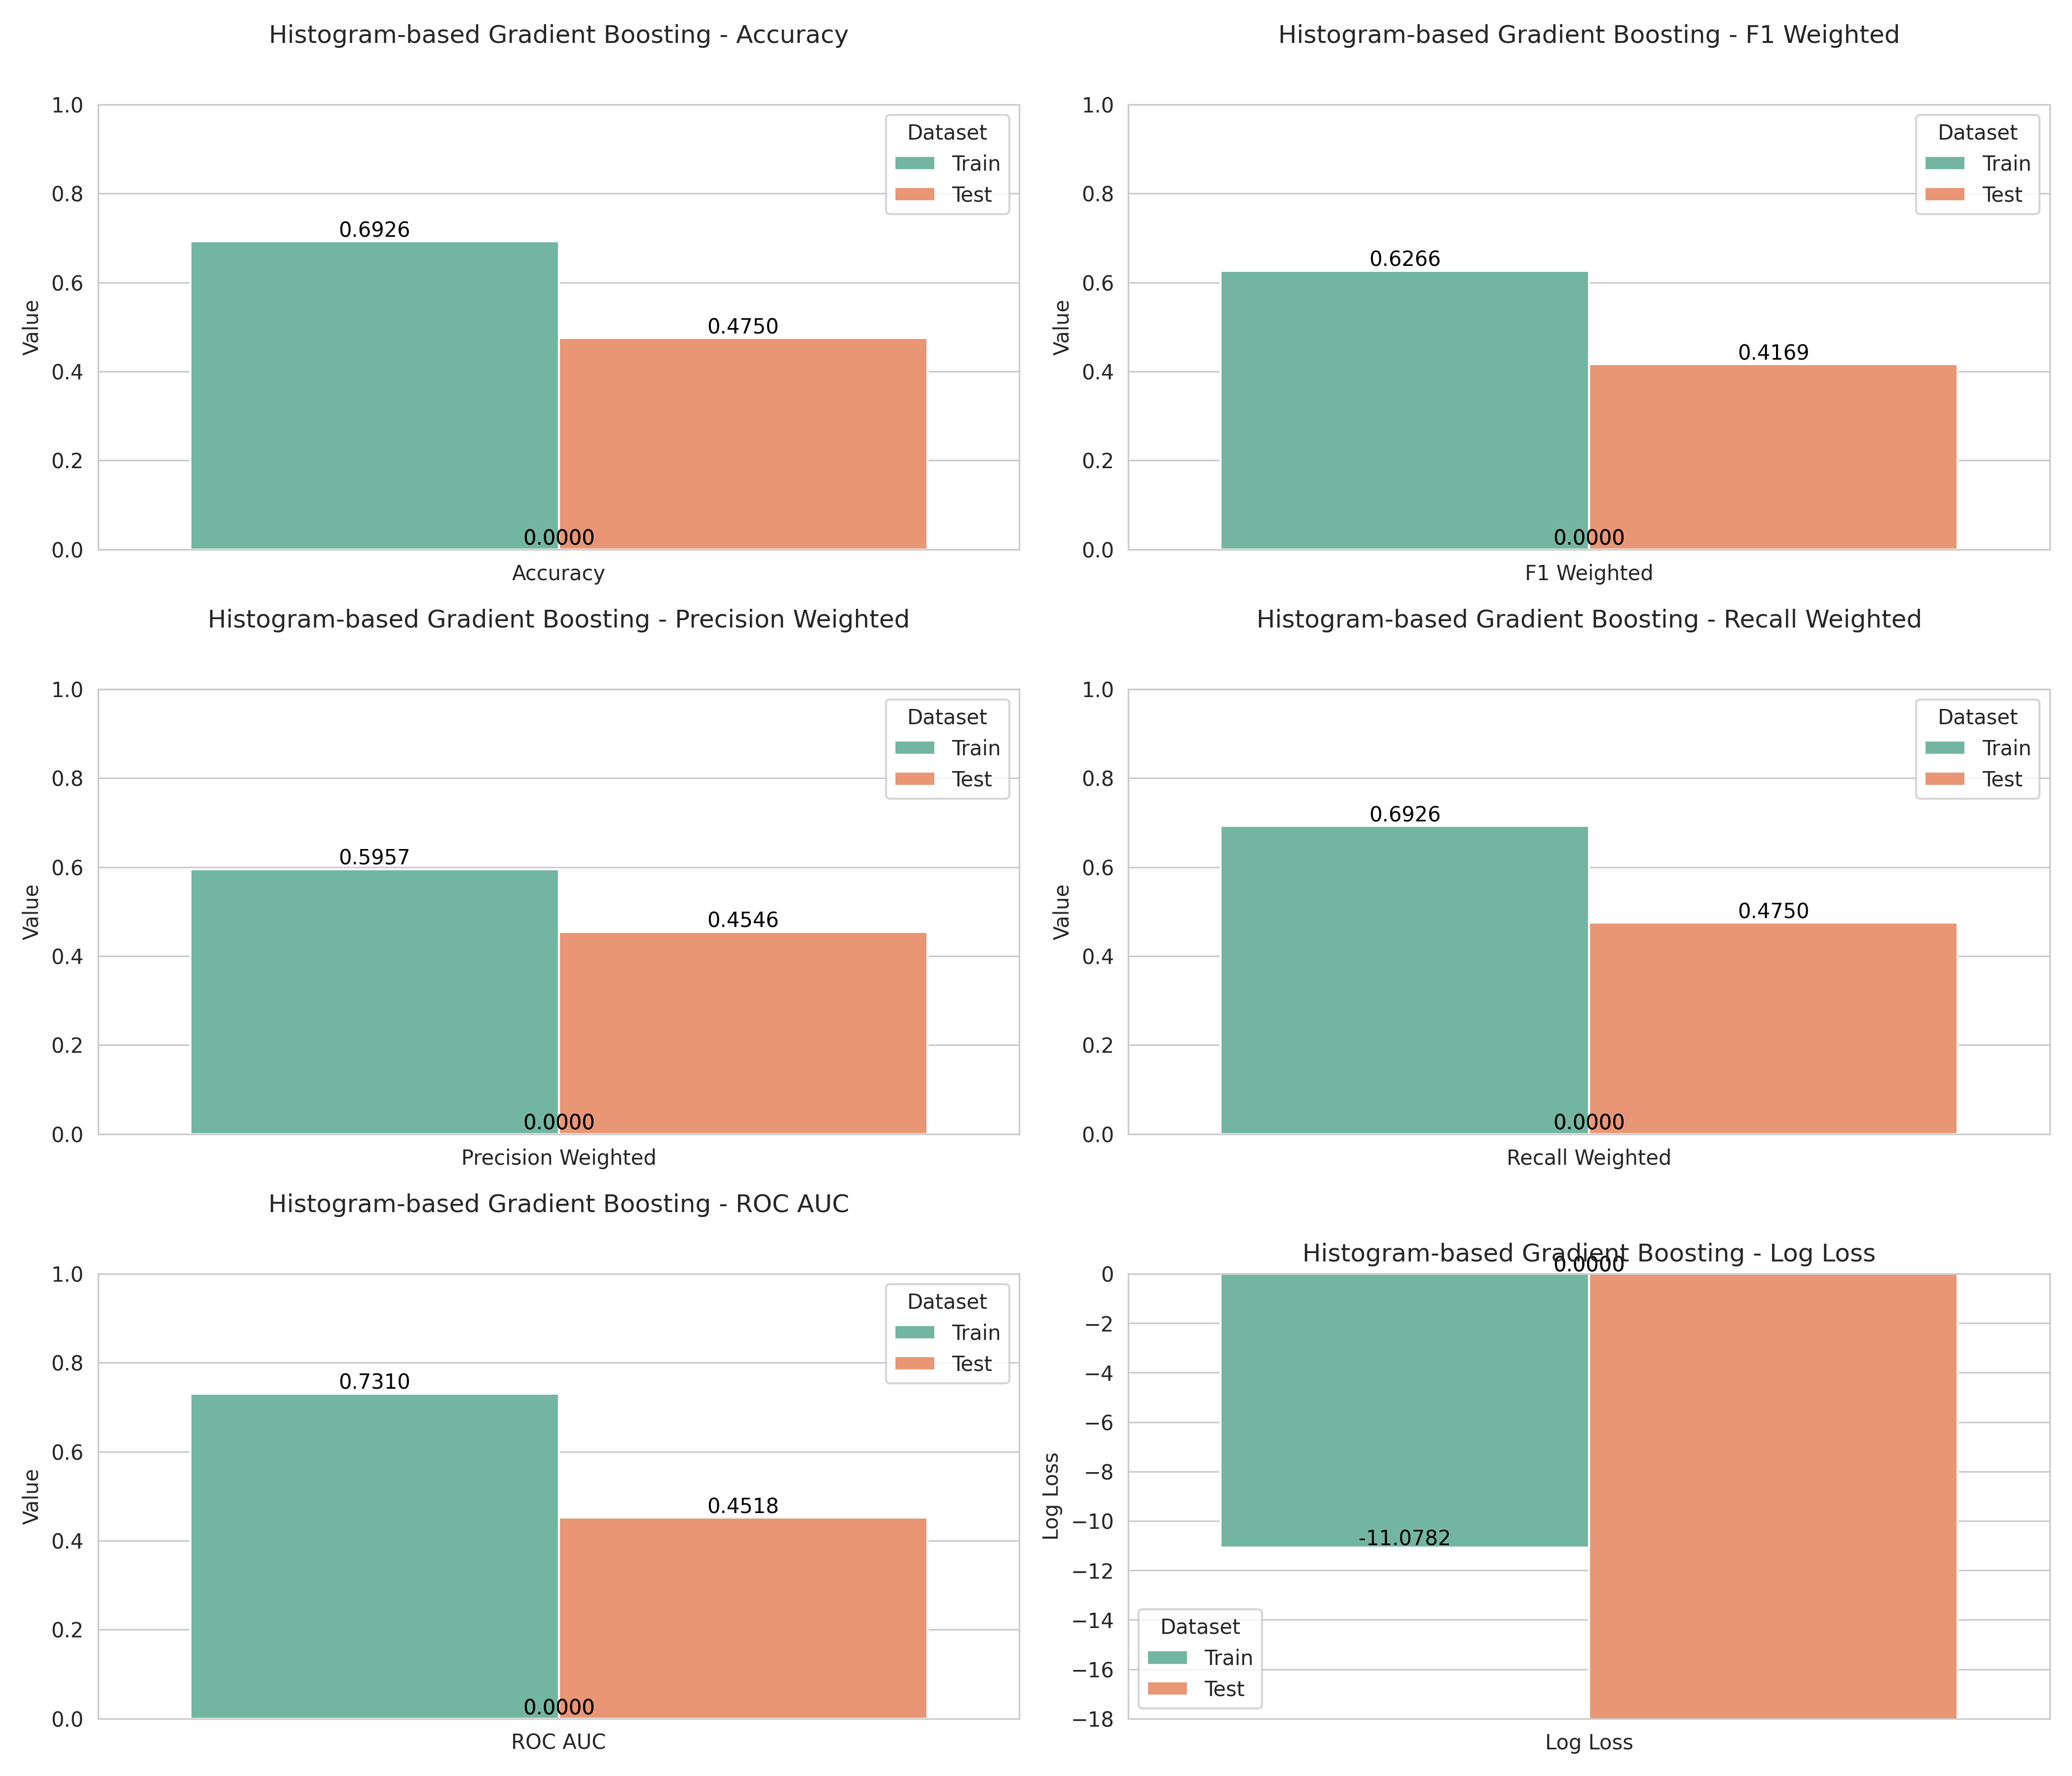 Histogram-based Gradient Boosting - Accuracy
1.0
0.8
0.6
0.4
0.2
0.0
Value
Dataset
Train
Test
0.6926
0.4750
0.0000
Accuracy
Histogram-based Gradient Boosting - F1 Weighted
1.0
0.8
0.6
0.4
0.2
0.0
Value
Dataset
Train
Test
0.6266
0.4169
0.0000
F1 Weighted
Histogram-based Gradient Boosting - Precision Weighted
1.0
0.8
0.6
0.4
0.2
0.0
Value
Dataset
Train
Test
0.5957
0.4546
0.0000
Precision Weighted
Histogram-based Gradient Boosting - Recall Weighted
1.0
0.8
0.6
0.4
0.2
0.0
Value
Dataset
Train
Test
0.6926
0.4750
0.0000
Recall Weighted
Histogram-based Gradient Boosting - ROC AUC
1.0
0.8
0.6
0.4
0.2
0.0
Value
Dataset
Train
Test
0.7310
0.4518
0.0000
ROC AUC
Histogram-based Gradient Boosting - Log Loss
0.0000
0
−2
−4
−6
−8
−10
−12
−14
−16
−18
Log Loss
-11.0782
Dataset
Train
Test
Log Loss